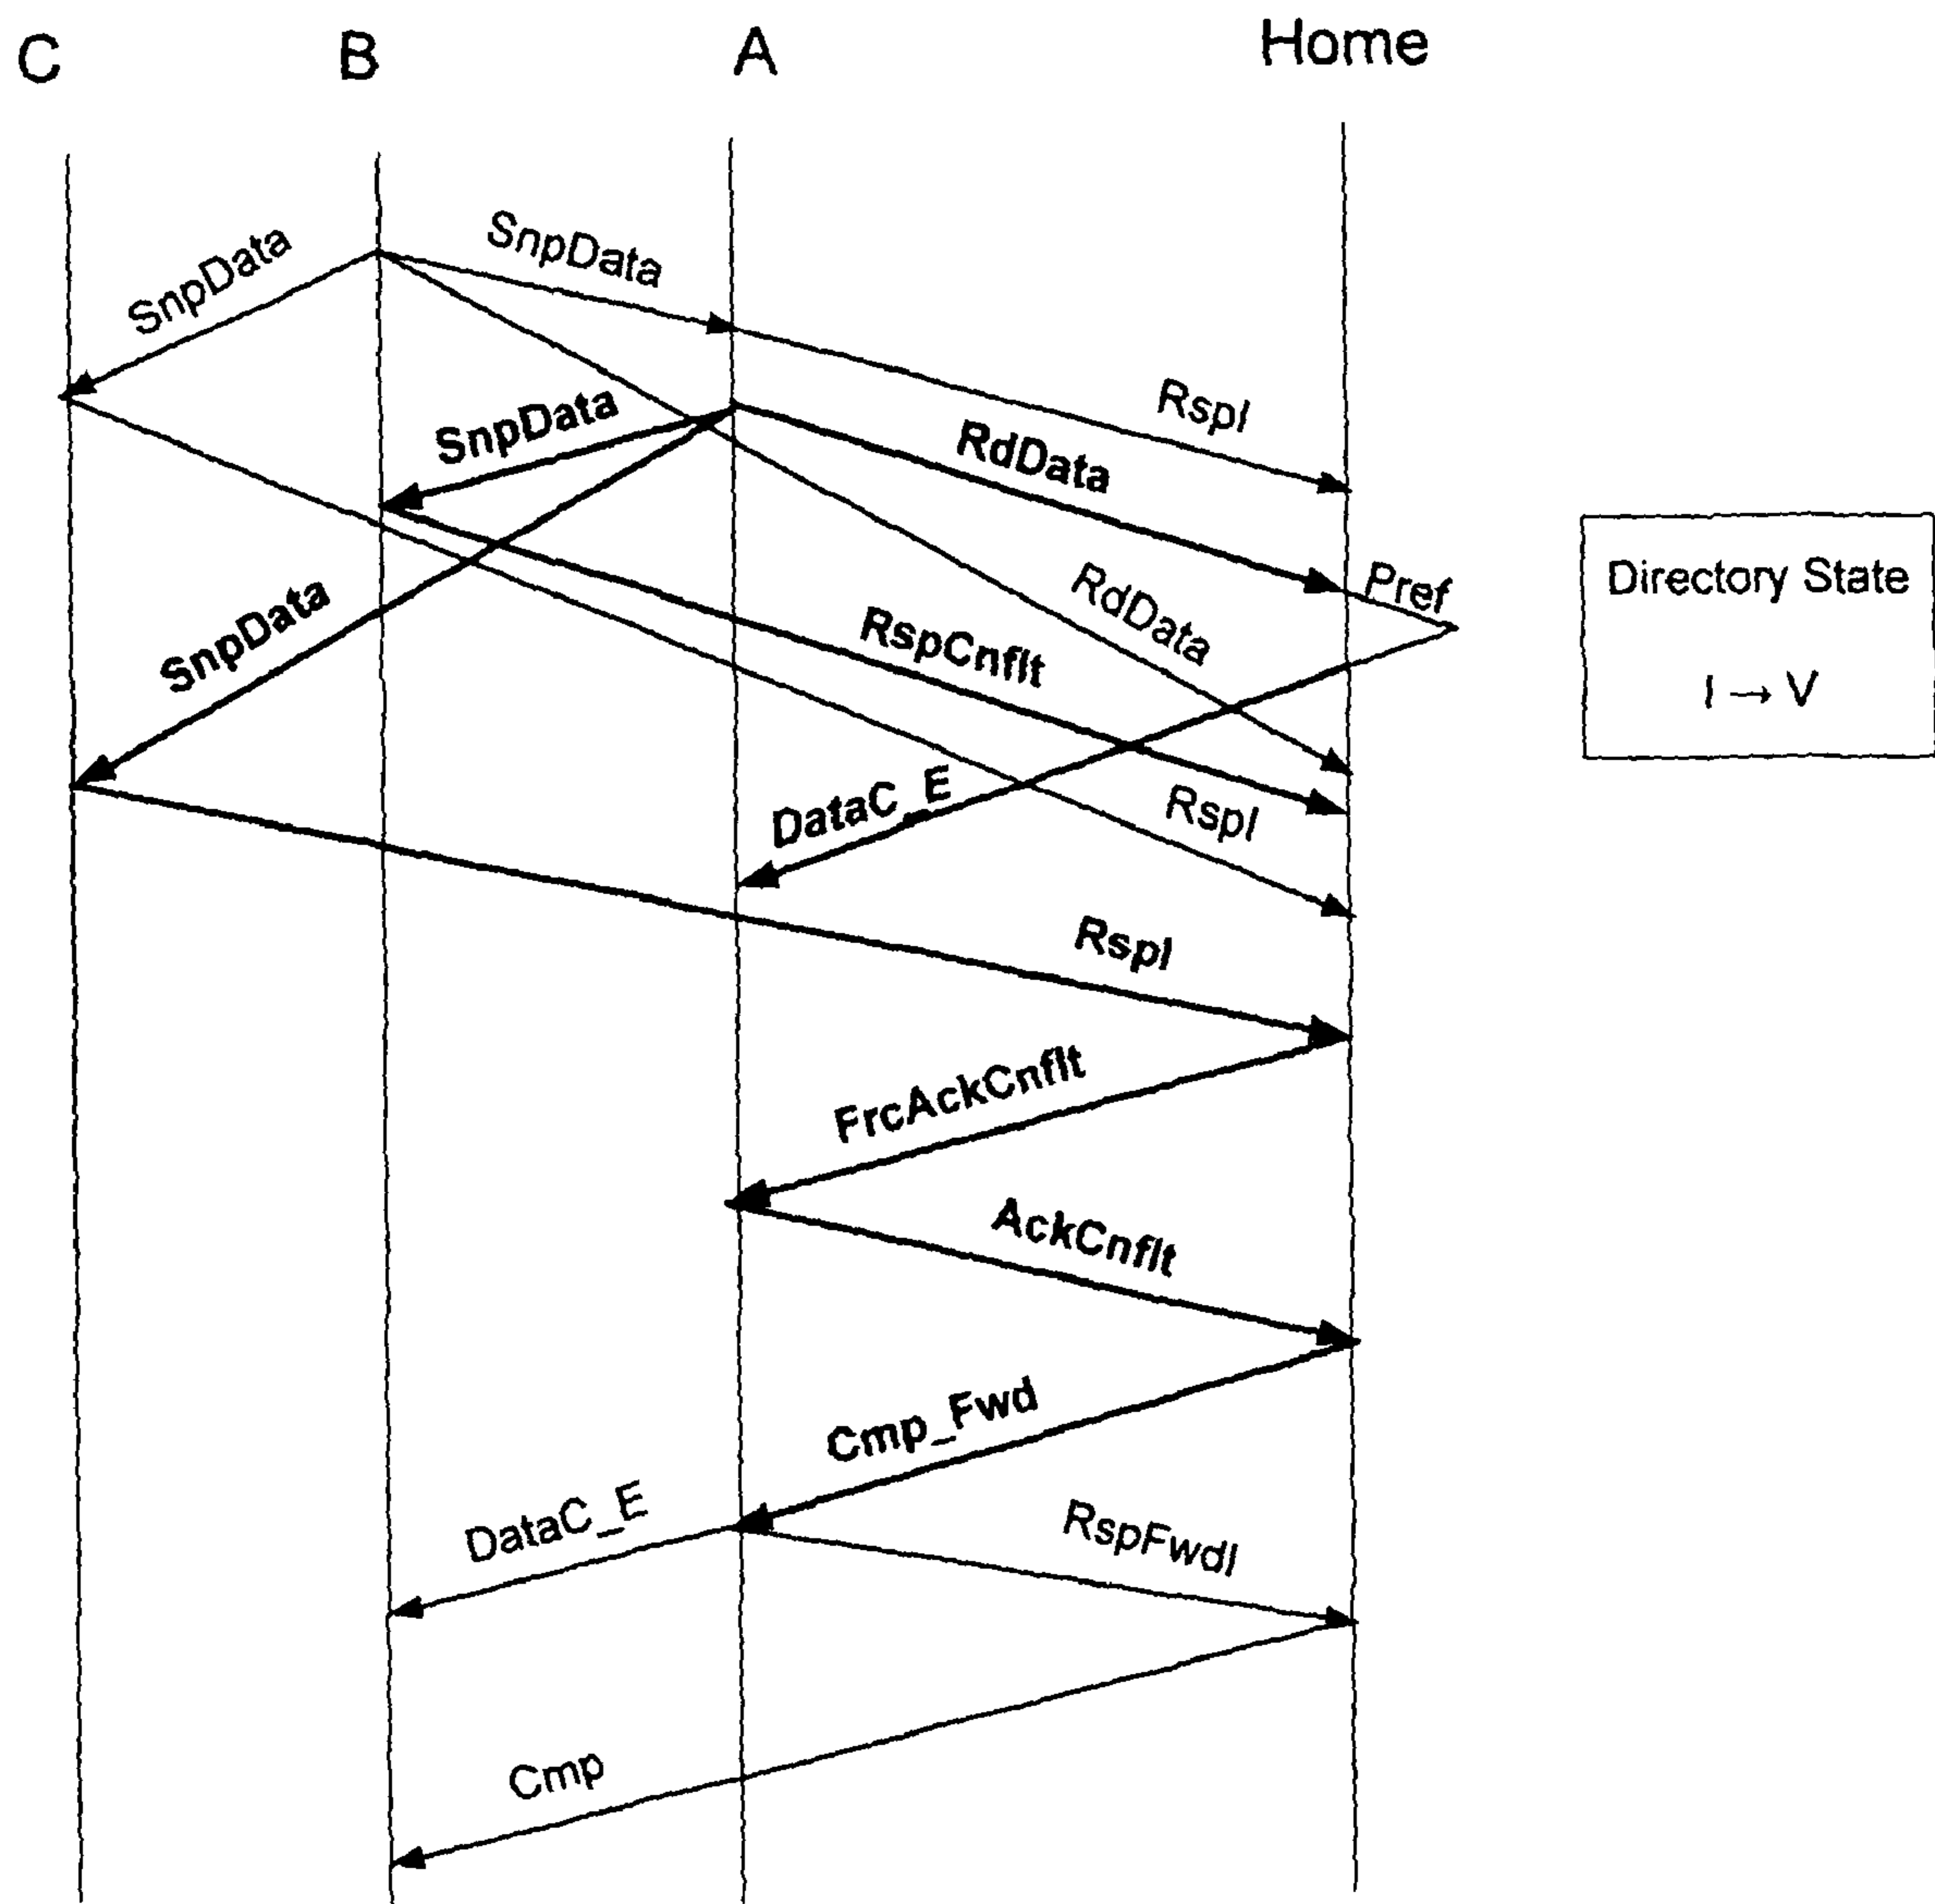 C
B
A
Home
SnpData
SnpData
RspI
SnpData
RdData
Pref
RdData
Directory State
I → V
SnpData
RspCnflt
DataC_E
RspI
RspI
FrcAckCnflt
AckCnflt
Cmp_Fwd
DataC_E
RspFwdI
Cmp